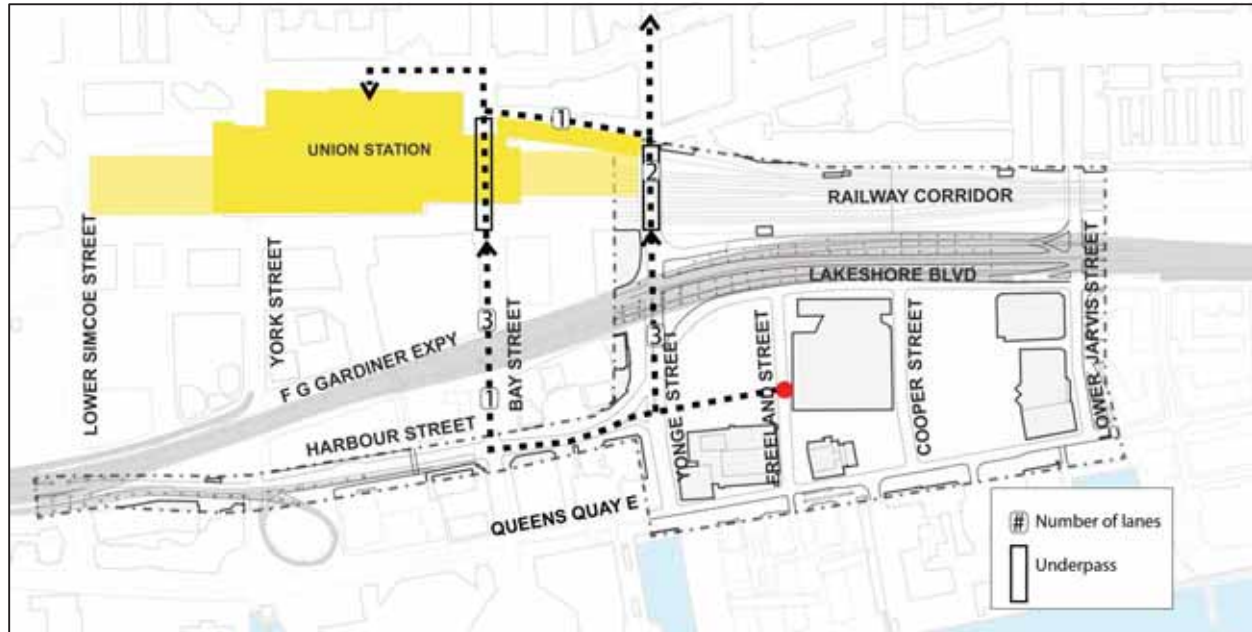 1
UNION STATION
2
RAILWAY CORRIDOR
LOWER SIMCOE STREET
YORK STREET
F G GARDINER EXPY
3
BAY STREET
1
HARBOUR STREET
LAKESHORE BLVD
3
YONGE STREET
FREELAND STREET
COOPER STREET
LOWER JARVIS STREET
QUEENS QUAY E
# Number of lanes
Underpass